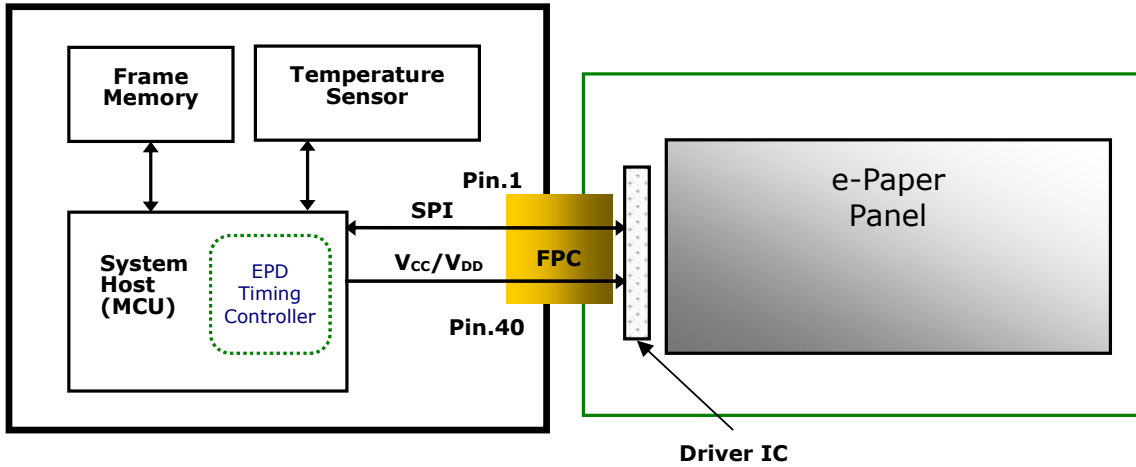 Frame
Memory
Temperature
Sensor
Pin.1
SPI
VCC/VDD
FPC
Pin.40
System
Host
(MCU)
EPD
Timing
Controller
e-Paper
Panel
Driver IC